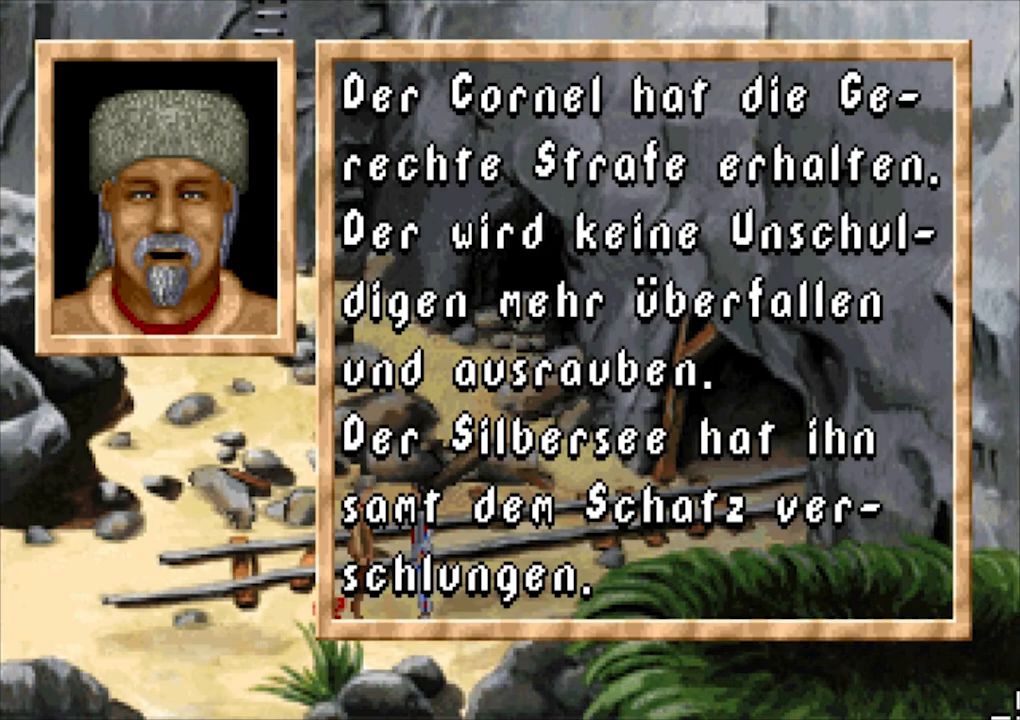 Der Cornel hat die Ge-
rechte Strafe erhalten.
Der wird keine Unschul-
digen mehr überfallen
und ausrauben.
Der Silbersee hat ihn
samt dem Schatz ver-
schlungen.